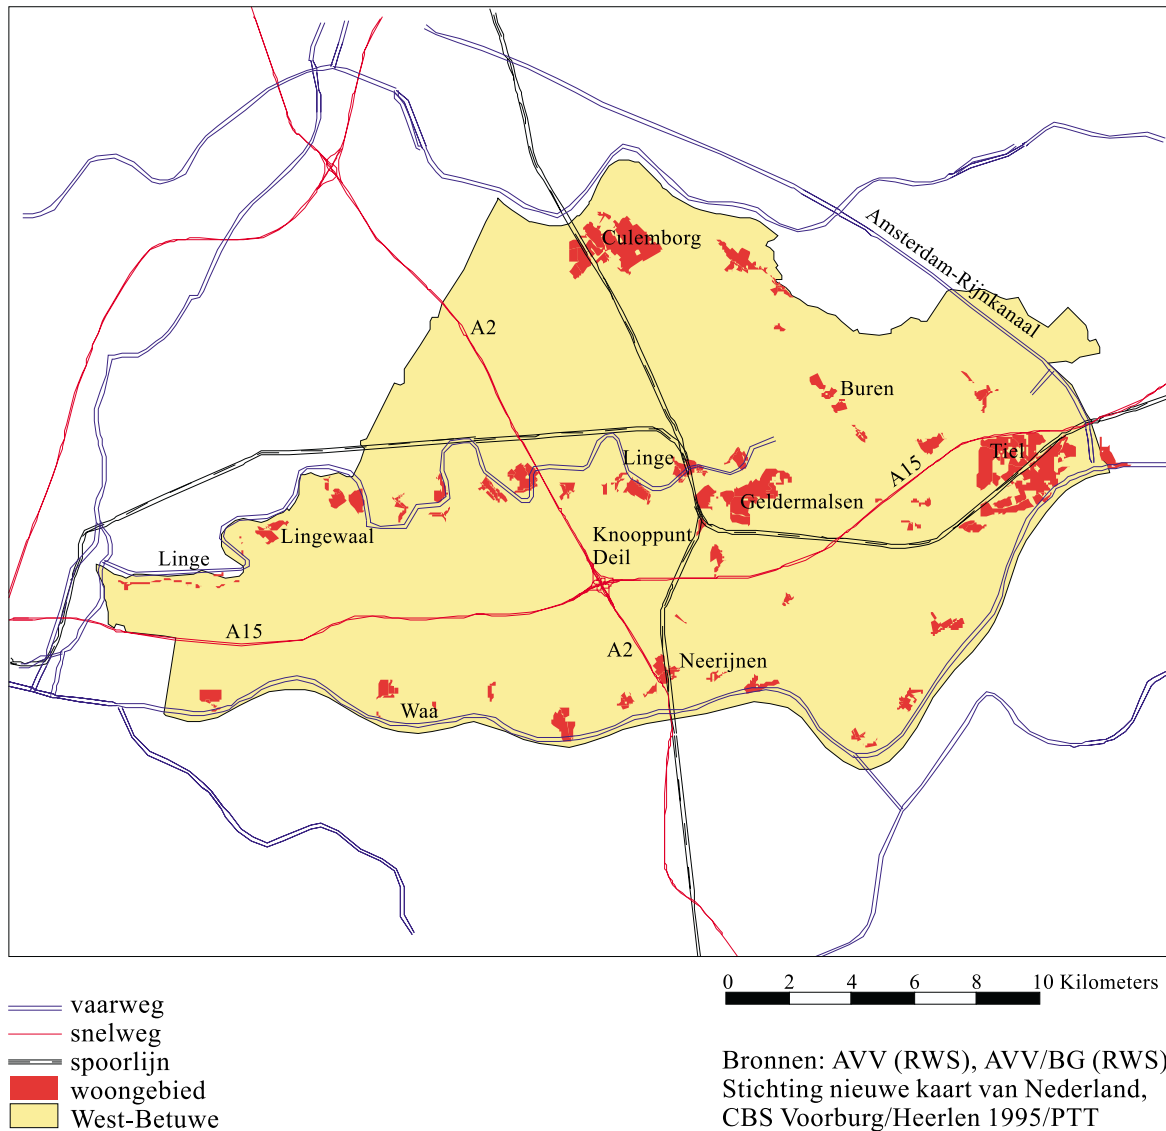 Culemborg
Amsterdam-Rijnkanaal
A2
Buren
Linge
Tiel
A15
Geldermalsen
Lingewaal
Knooppunt
Deil
Linge
A15
A2
Neerijnen
Waa
0 2 4 6 8 10 Kilometers
vaarweg
snelweg
spoorlijn
woongebied
West-Betuwe
Bronnen: AVV (RWS), AVV/BG (RWS)
Stichting nieuwe kaart van Nederland,
CBS Voorburg/Heerlen 1995/PTT